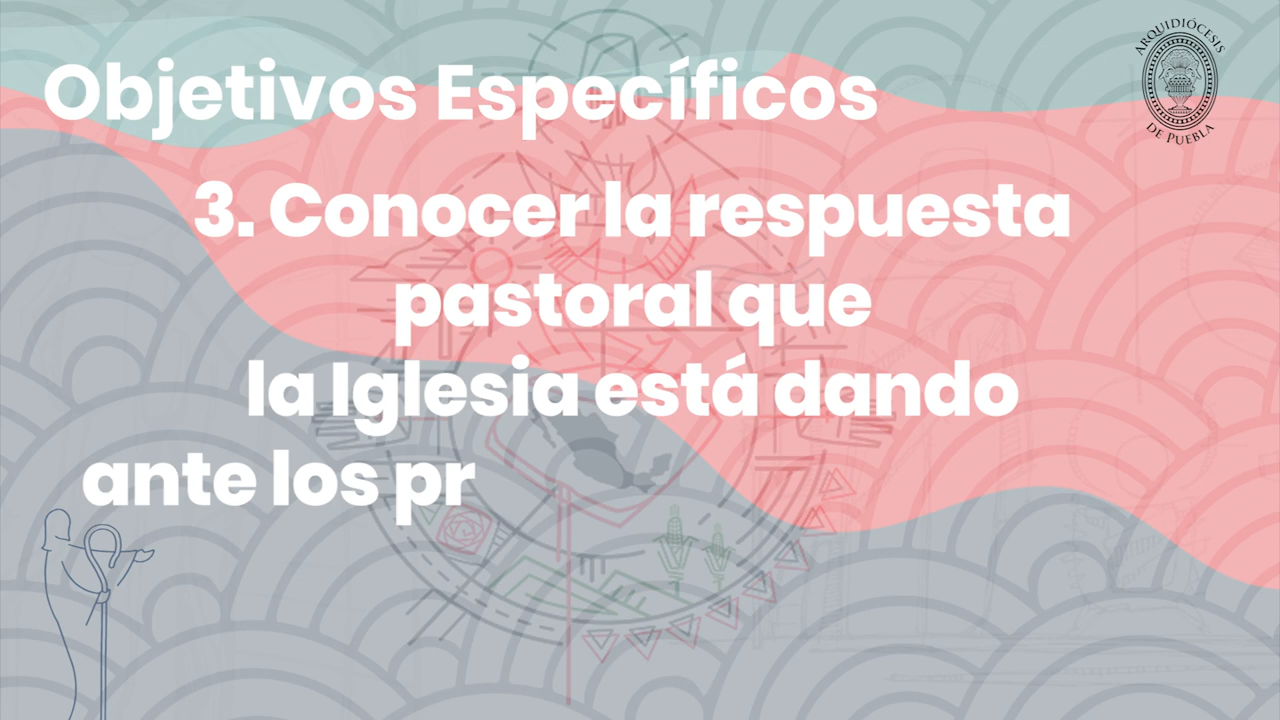 Objetivos Específicos
ARQUIDIÓCESIS
DE PUEBLA
3. Conocer la respuesta
pastoral que
la Iglesia está dando
ante los pr